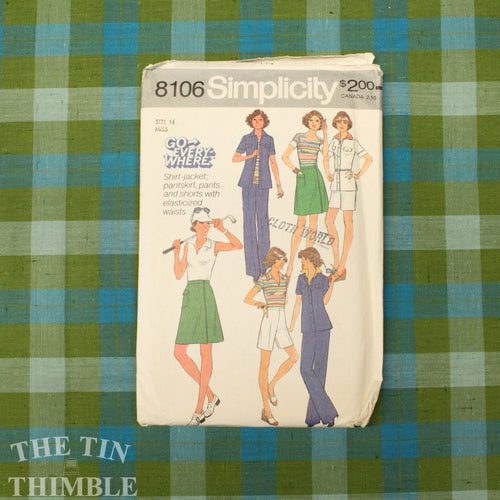 8106 Simplicity $2.00
CANADA 2.10
SIZE 14
MISS
GO
EVERY
WHERE
Shirt-jacket,
pantskirt, pants
and shorts with
elasticized
waists
CLOTH WORLD
THE TIN
THIMBLE